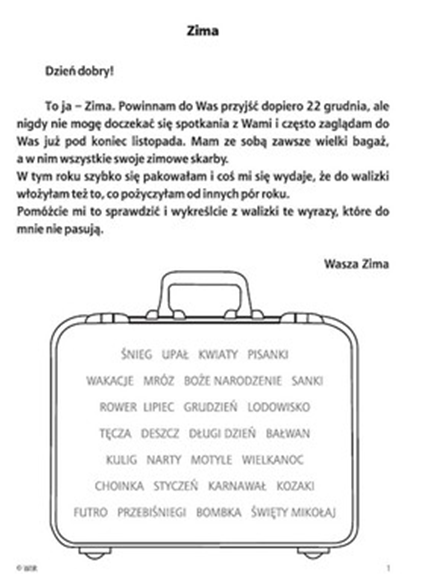 Zima
Dzień dobry!
To ja – Zima. Powinnam do Was przyjść dopiero 22 grudnia, ale
nigdy nie mogę doczekać się spotkania z Wami i często zaglądam do
Was już pod koniec listopada. Mam ze sobą zawsze wielki bagaż,
a w nim wszystkie swoje zimowe skarby.
W tym roku szybko się pakowałam i coś mi się wydaje, że do walizki
włożyłam też to, co pożyczyłam od innych pór roku.
Pomóżcie mi to sprawdzić i wykreślcie z walizki te wyrazy, które do
mnie nie pasują.
Wasza Zima
ŚNIEG UPAŁ KWIATY PISANKI
WAKACJE MRÓZ BOŻE NARODZENIE SANKI
ROWER LIPIEC GRUDZIEŃ LODOWISKO
TĘCZA DESZCZ DŁUGI DZIEŃ BAŁWAN
KULIG NARTY MOTYLE WIELKANOC
CHOINKA STYCZEŃ KARNAWAŁ KOZAKI
FUTRO PRZEBIŚNIEGI BOMBKA ŚWIĘTY MIKOŁAJ
©
1